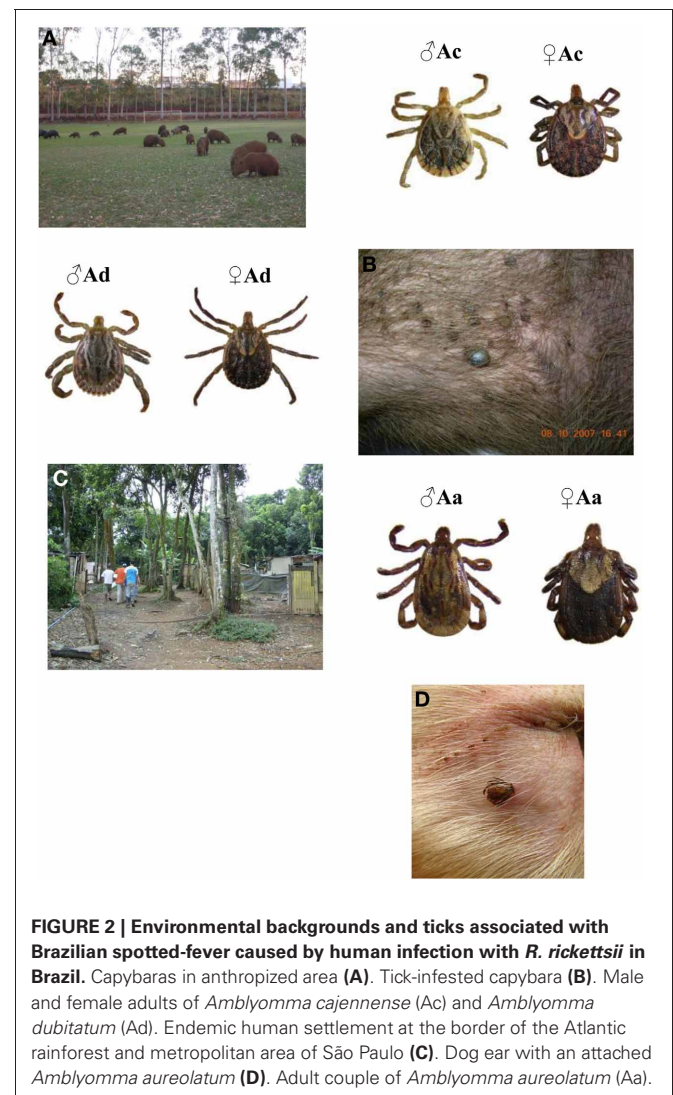 A
♂Ac ♀Ac
♂Ad ♀Ad
B
08 10 2007 16 41
C
♂Aa ♀Aa
D
FIGURE 2 | Environmental backgrounds and ticks associated with
Brazilian spotted-fever caused by human infection with R. rickettsii in
Brazil. Capybaras in anthropized area (A). Tick-infested capybara (B). Male
and female adults of Amblyomma cajennense (Ac) and Amblyomma
dubitatum (Ad). Endemic human settlement at the border of the Atlantic
rainforest and metropolitan area of São Paulo (C). Dog ear with an attached
Amblyomma aureolatum (D). Adult couple of Amblyomma aureolatum (Aa).